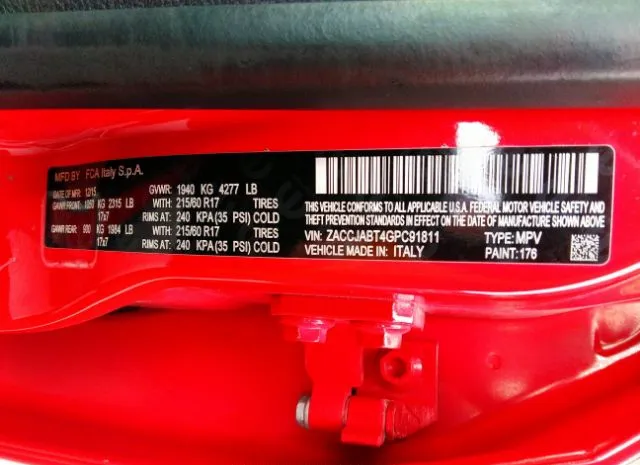 MFD BY FCA Italy S.p.A.
DATE OF MFT: 12/15 GVWR: 1940 KG 4277 LB
GAWR FRONT: 1050 KG 2315 LB WITH 215/60 R17
17x7 RIMS AT: 240 KPA (35 PSI) COLD
GAWR REAR: 900 KG 1984 LB WITH 215/60 R17
17x7 RIMS AT: 240 KPA (35 PSI) COLD
THIS VEHICLE CONFORMS TO ALL APPLICABLE U.S.A. FEDERAL MOTOR VEHICLE SAFETY
BUMPER, AND THEFT PREVENTION STANDARDS IN EFFECT ON THE DATE OF MANUFACTURE SHOWN ABOVE
VIN: ZACCJABT4GPC91811 TYPE: MPV
VEHICLE MADE IN: ITALY PAINT: 176